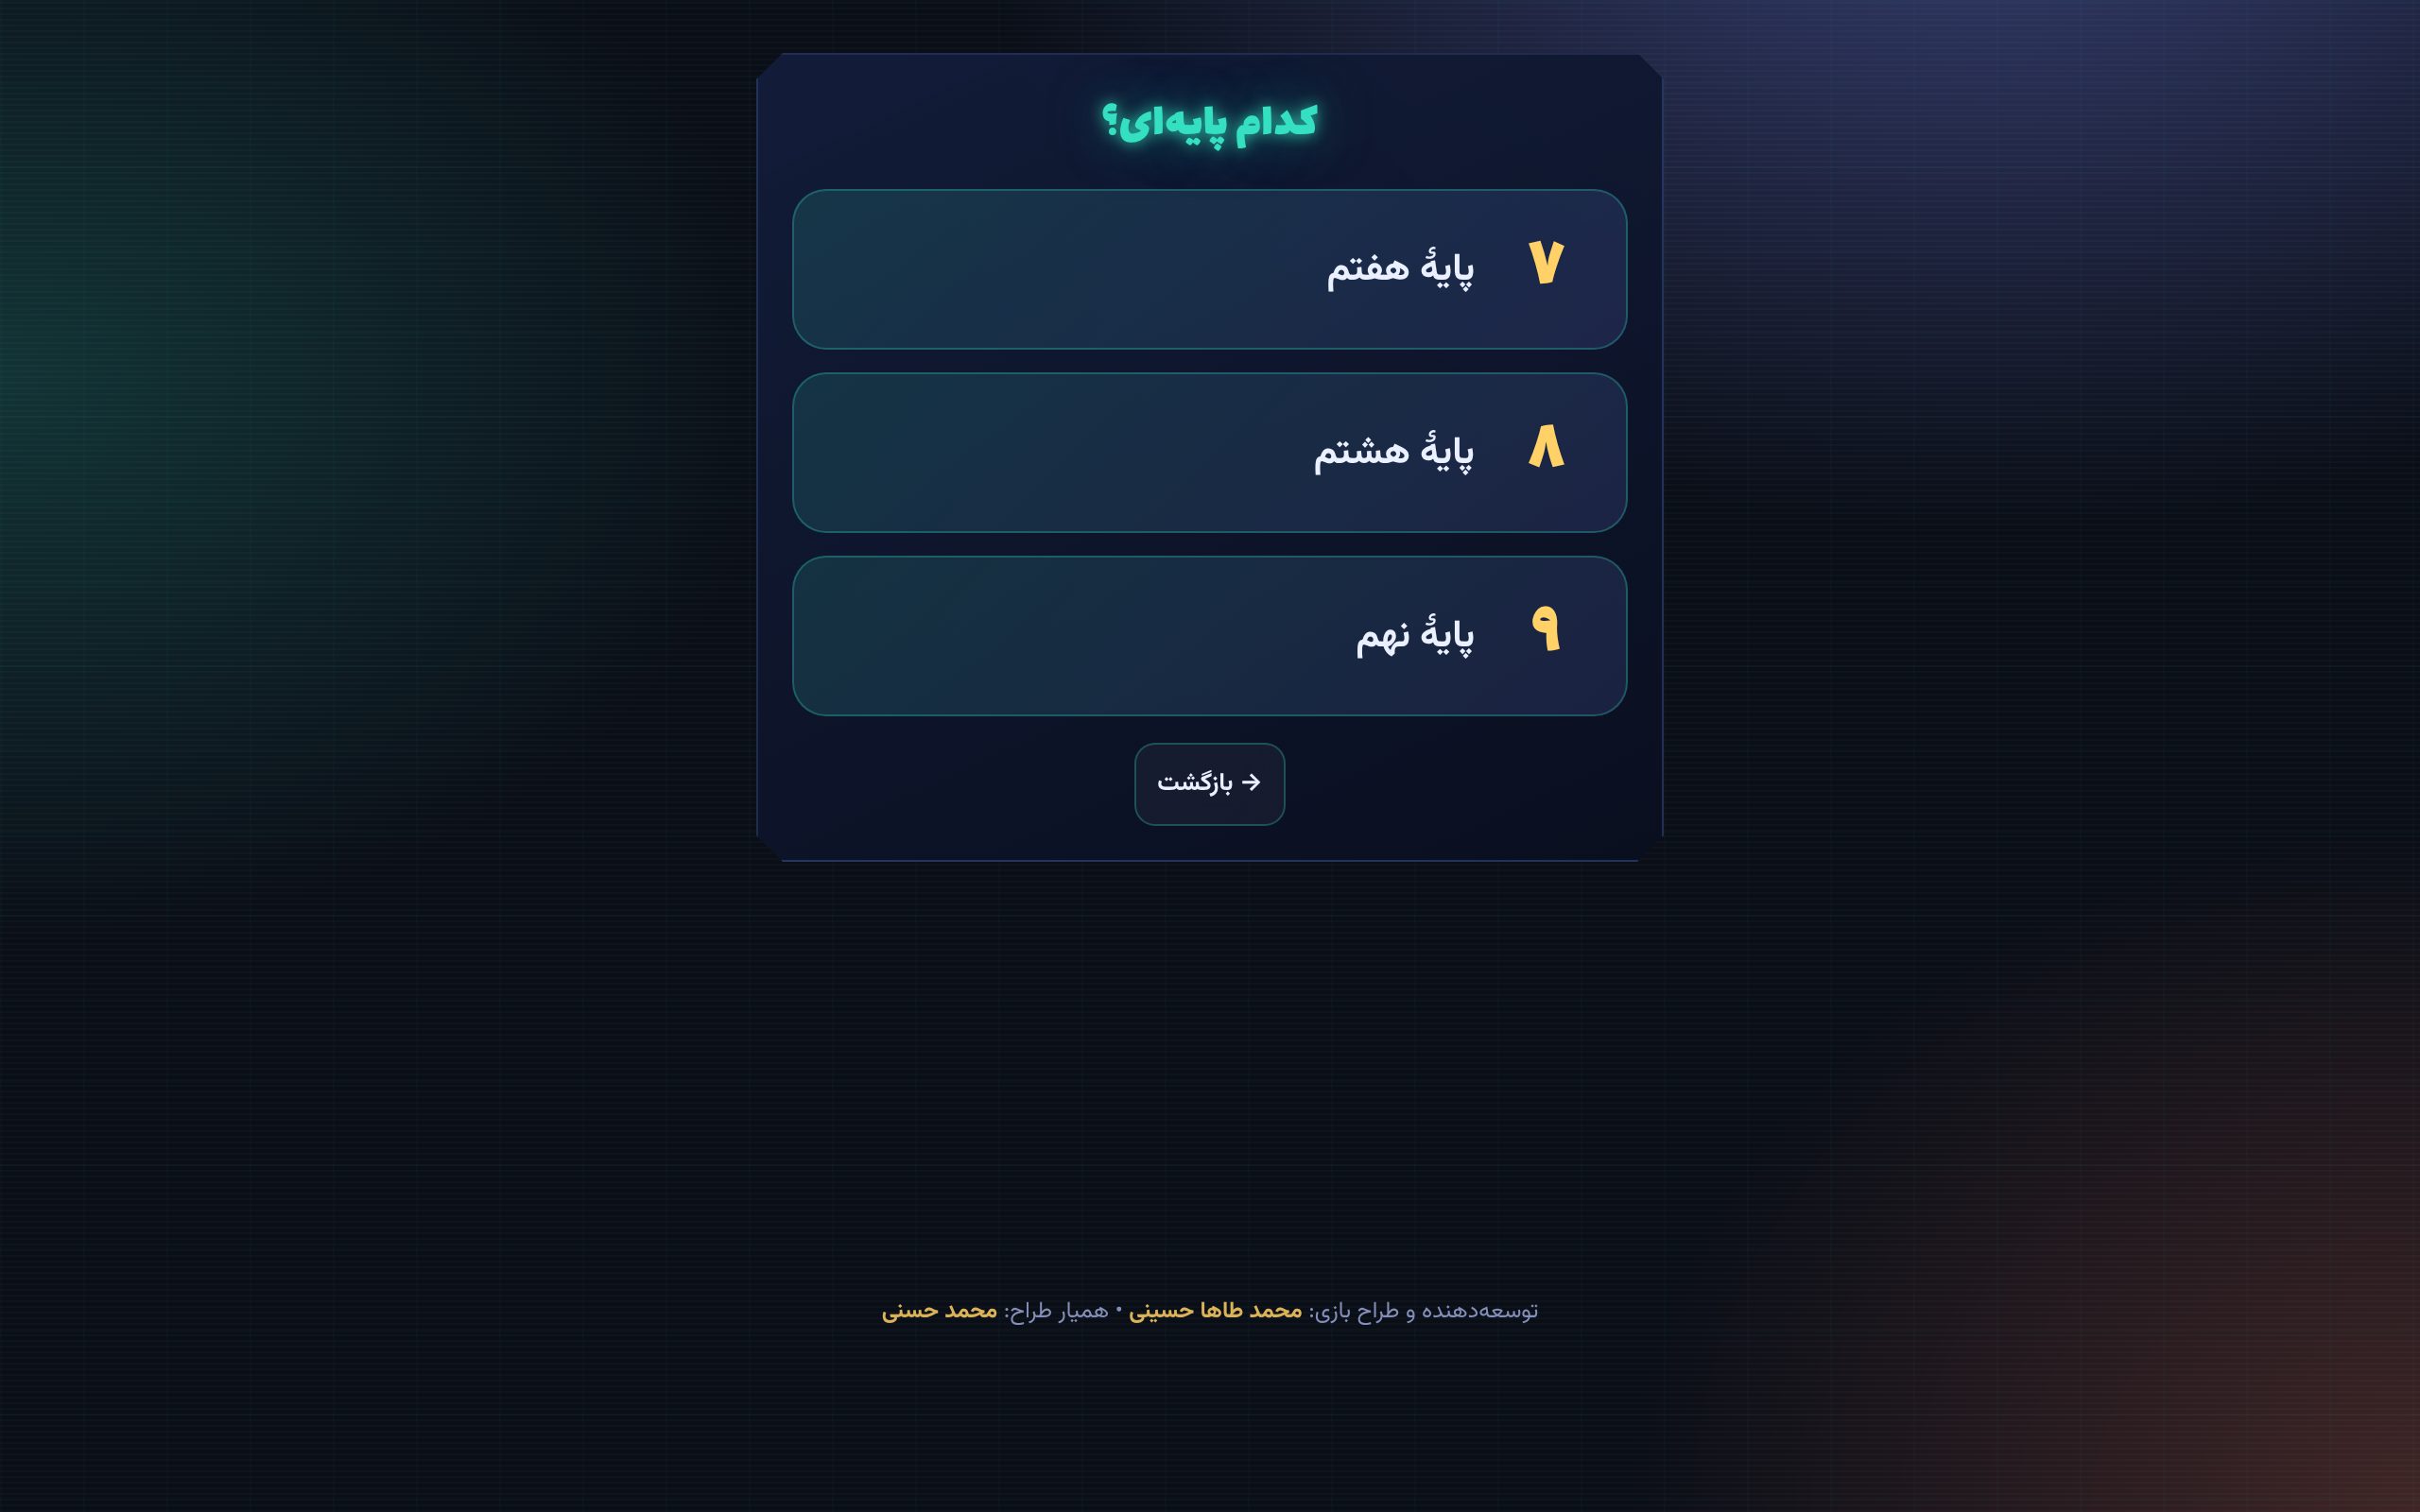 کدام پایه‌ای؟
۷ پایهٔ هفتم
۸ پایهٔ هشتم
۹ پایهٔ نهم
→ بازگشت
توسعه‌دهنده و طراح بازی: محمد طاها حسینی • همیار طراح: محمد حسنی